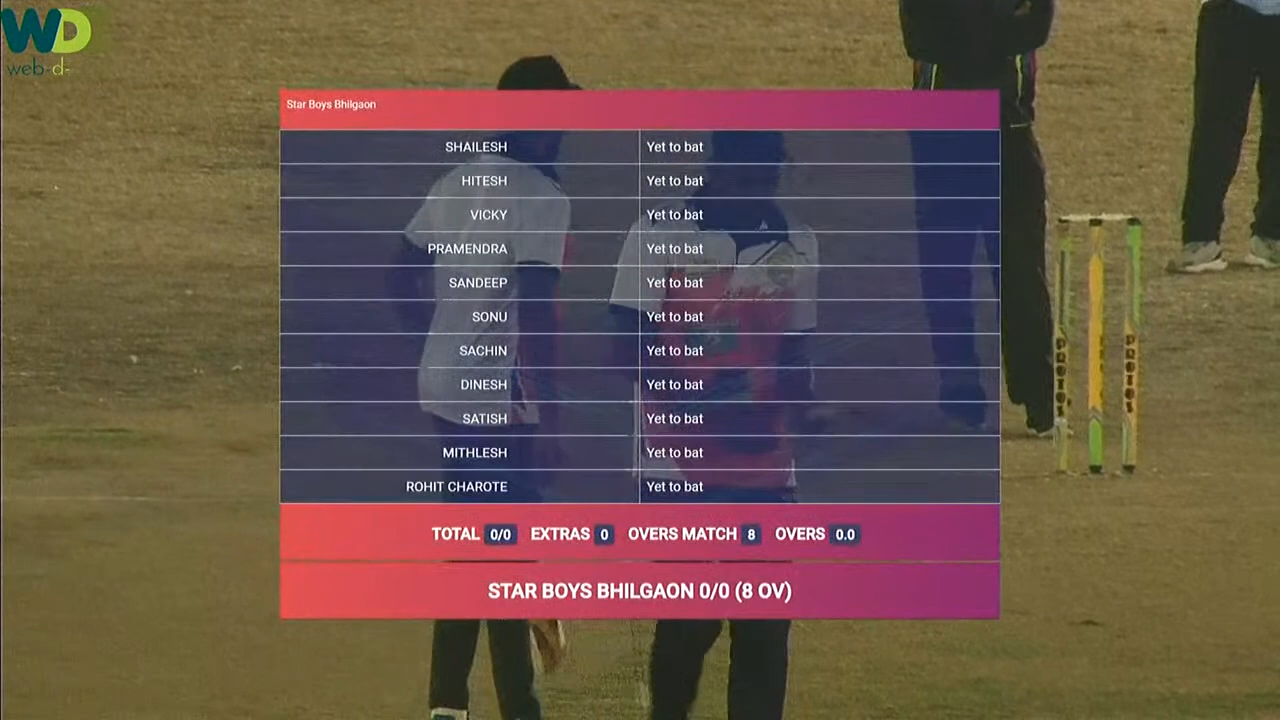 WD
web-d-
Star Boys Bhilgaon
SHAILESH Yet to bat
HITESH Yet to bat
VICKY Yet to bat
PRAMENDRA Yet to bat
SANDEEP Yet to bat
SONU Yet to bat
SACHIN Yet to bat
DINESH Yet to bat
SATISH Yet to bat
MITHLESH Yet to bat
ROHIT CHAROTE Yet to bat
TOTAL 0/0 EXTRAS 0 OVERS MATCH 8 OVERS 0.0
STAR BOYS BHILGAON 0/0 (8 OV)
PROTOS
PROTOS